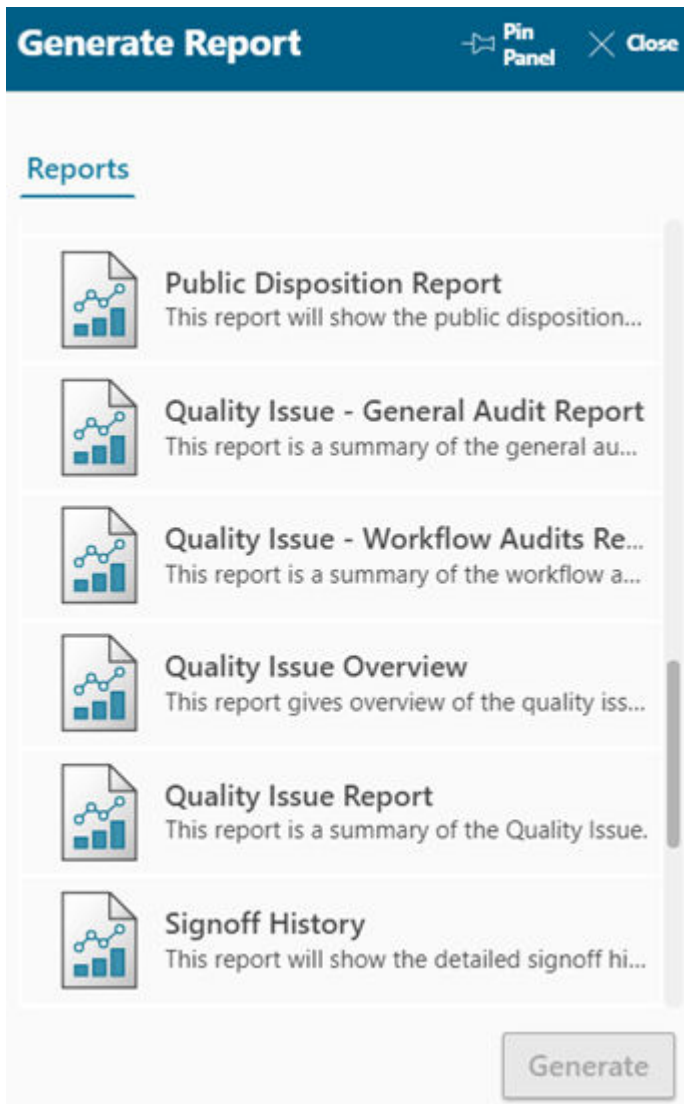 Generate Report
Pin
Panel
Close
Reports
Public Disposition Report
This report will show the public disposition...
Quality Issue - General Audit Report
This report is a summary of the general au...
Quality Issue - Workflow Audits Re...
This report is a summary of the workflow a...
Quality Issue Overview
This report gives overview of the quality iss...
Quality Issue Report
This report is a summary of the Quality Issue.
Signoff History
This report will show the detailed signoff hi...
Generate